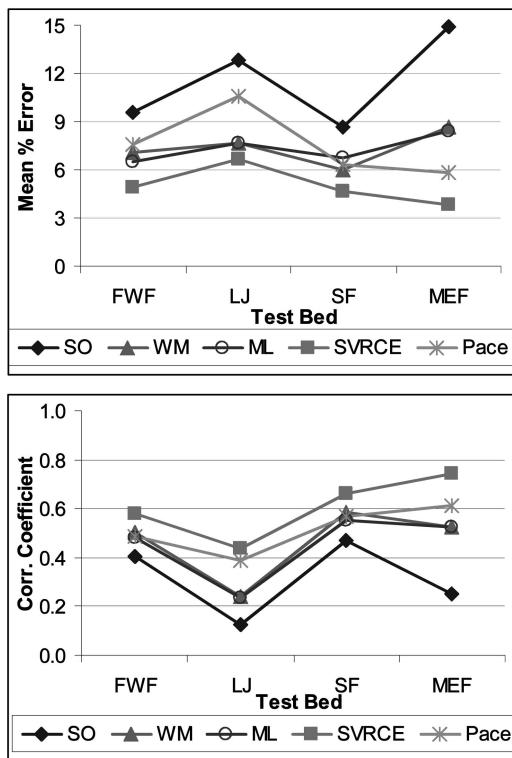 15
12
9
6
3
0
Mean % Error
FWF LJ SF MEF
Test Bed
SO WM ML SVRCE Pace
1.0
0.8
0.6
0.4
0.2
0.0
Corr. Coefficient
FWF LJ SF MEF
Test Bed
SO WM ML SVRCE Pace